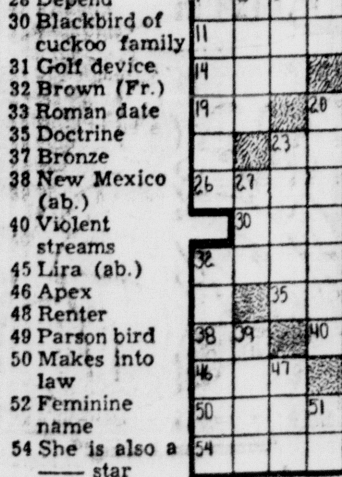 28 Depend
30 Blackbird of
cuckoo family
31 Golf device
32 Brown (Fr.)
33 Roman date
35 Doctrine
37 Bronze
38 New Mexico
(ab.)
40 Violent
streams
45 Lira (ab.)
46 Apex
48 Renter
49 Parson bird
50 Makes into
law
52 Feminine
name
54 She is also a
—— star
11
14
19 20
23
26 27
30
32
35
38 39 40
46 47
50 51
54